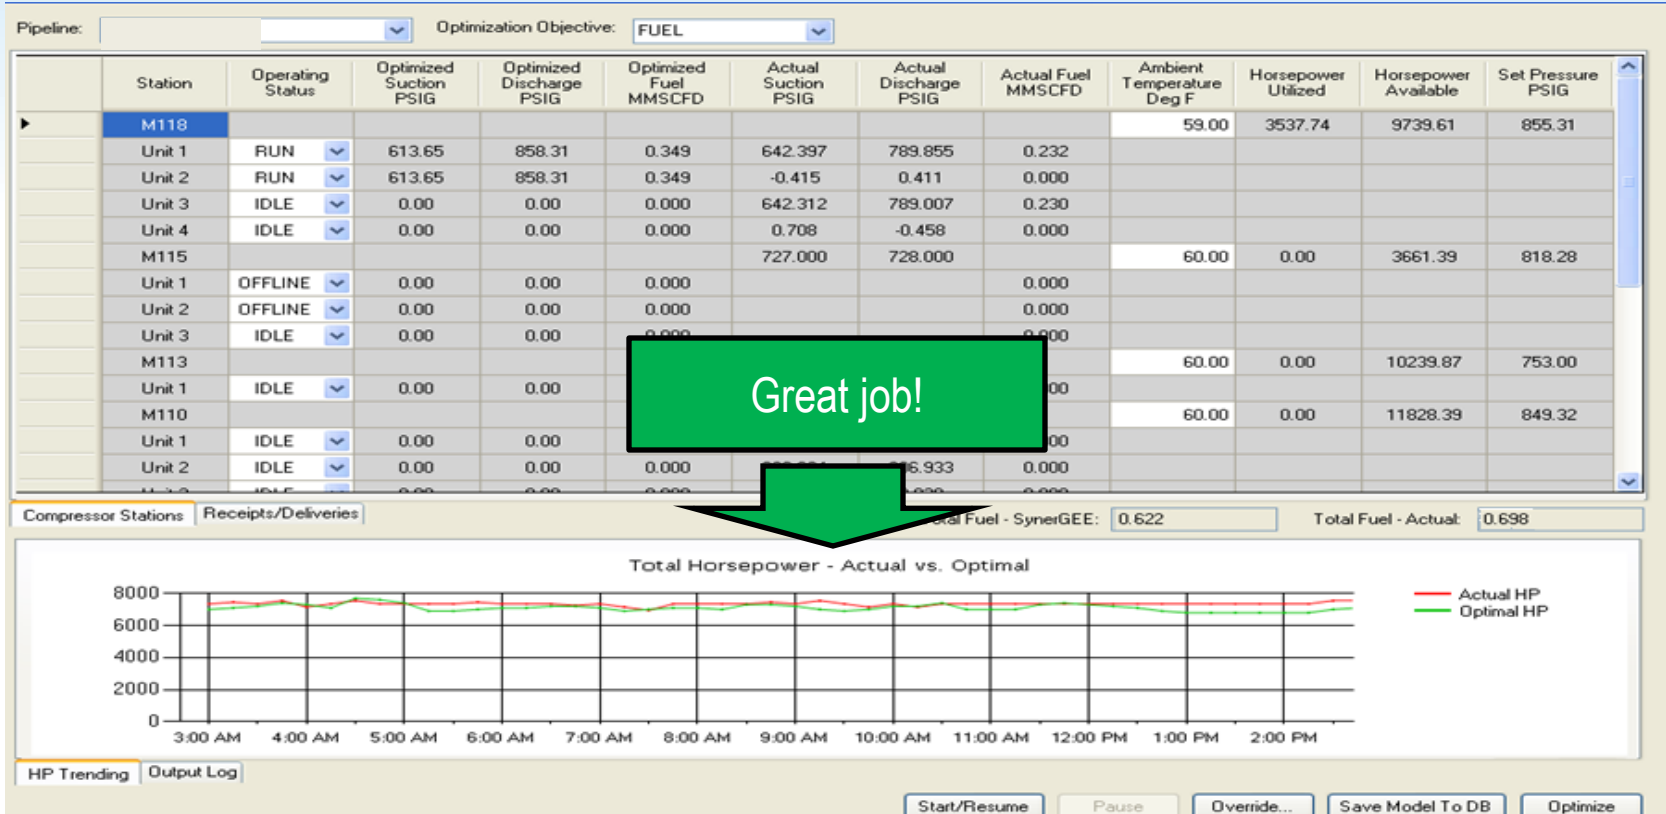 Pipeline: Optimization Objective: FUEL
Station Operating Status Optimized Suction PSIG Optimized Discharge PSIG Optimized Fuel MMSCFD Actual Suction PSIG Actual Discharge PSIG Actual Fuel MMSCFD Ambient Temperature Deg F Horsepower Utilized Horsepower Available Set Pressure PSIG
M118 59.00 3537.74 9739.61 855.31
Unit 1 RUN 613.65 858.31 0.349 642.397 789.855 0.232
Unit 2 RUN 613.65 858.31 0.349 -0.415 0.411 0.000
Unit 3 IDLE 0.00 0.00 0.000 642.312 789.007 0.230
Unit 4 IDLE 0.00 0.00 0.000 0.708 -0.458 0.000
M115 727.000 728.000 60.00 0.00 3661.39 818.28
Unit 1 OFFLINE 0.00 0.00 0.000 0.000
Unit 2 OFFLINE 0.00 0.00 0.000 0.000
Unit 3 IDLE 0.00 0.00
M113 60.00 0.00 10239.87 753.00
Unit 1 IDLE 0.00 0.00
Great job!
M110 60.00 0.00 11828.39 849.32
Unit 1 IDLE 0.00 0.00
Unit 2 IDLE 0.00 0.00 0.000 0.000
Compressor Stations Receipts/Deliveries Fuel - SynerGEE: 0.622 Total Fuel - Actual: 0.698
Total Horsepower - Actual vs. Optimal
8000
6000
4000
2000
0
Actual HP
Optimal HP
3:00 AM 4:00 AM 5:00 AM 6:00 AM 7:00 AM 8:00 AM 9:00 AM 10:00 AM 11:00 AM 12:00 PM 1:00 PM 2:00 PM
HP Trending Output Log
Start/Resume Pause Override... Save Model To DB Optimize